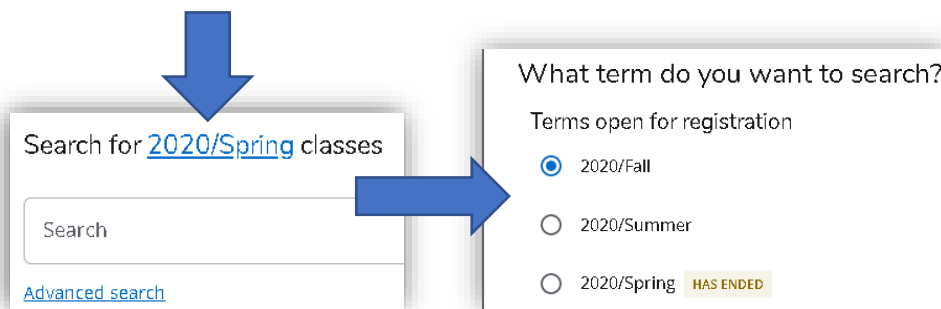 Search for 2020/Spring classes
Search
Advanced search
What term do you want to search?
Terms open for registration
2020/Fall
2020/Summer
2020/Spring HAS ENDED